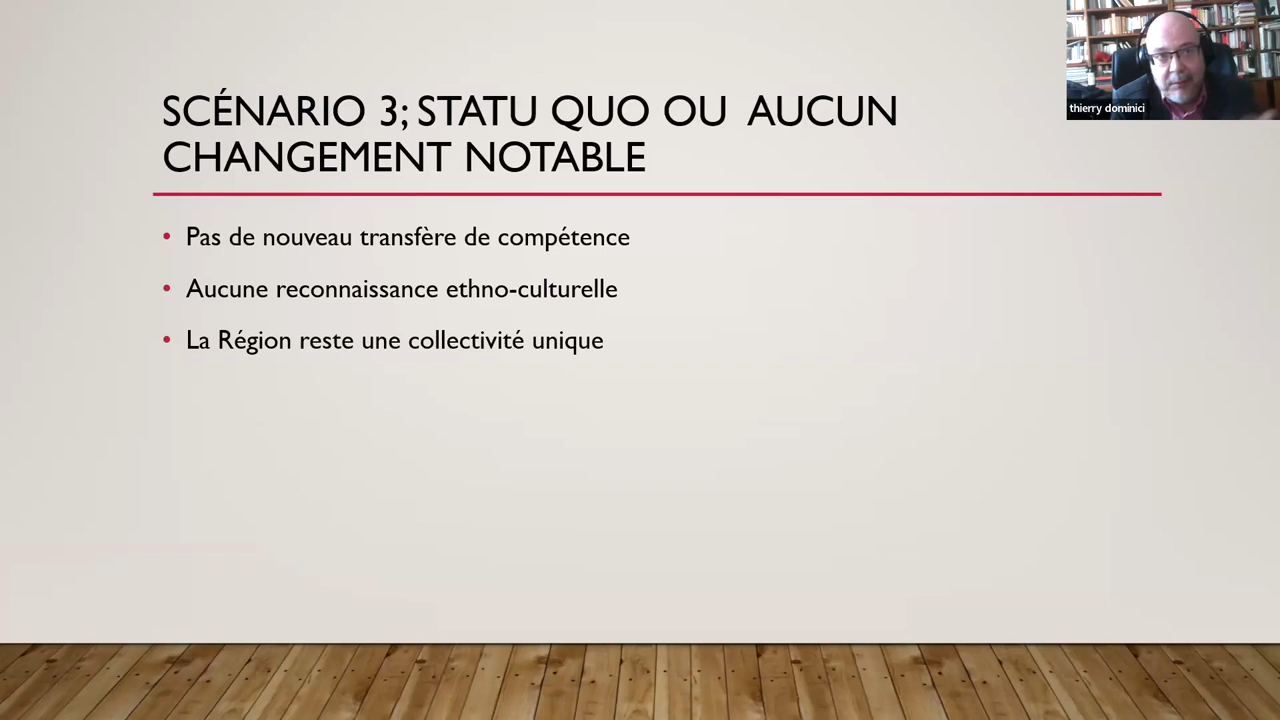 SCÉNARIO 3; STATU QUO OU AUCUN
CHANGEMENT NOTABLE
• Pas de nouveau transfère de compétence
• Aucune reconnaissance ethno-culturelle
• La Région reste une collectivité unique
thierry dominici